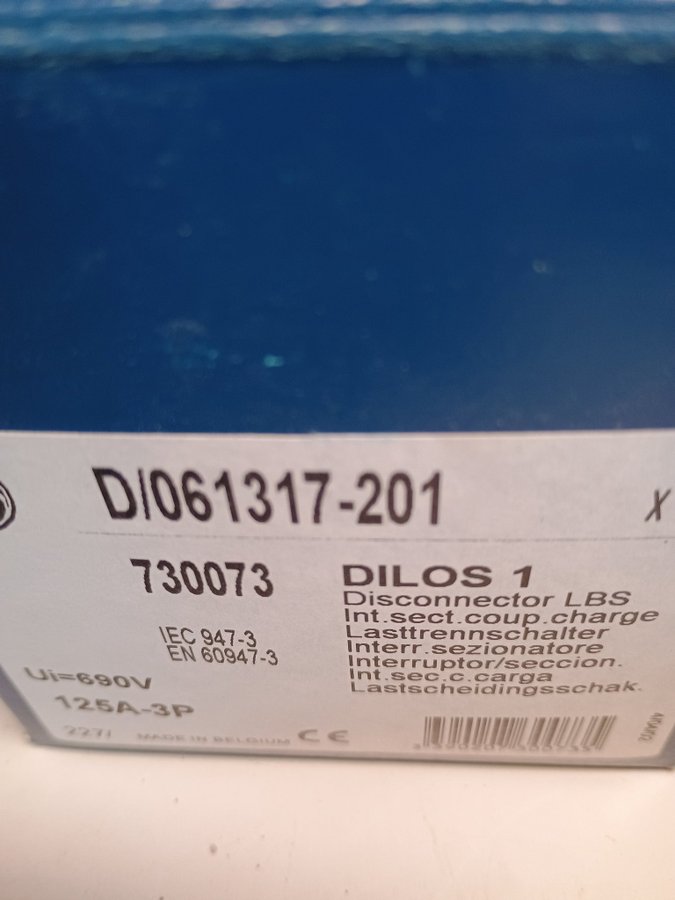 D/061317-201
X
730073
DILOS 1
Disconnector LBS
Int.sect.coup.charge
Lasttrennschalter
Interr.sezionatore
Interruptor/seccion.
Int.sec.c.carga
Lastscheidingsschak.
IEC 947-3
EN 60947-3
Ui=690V
125A-3P
MADE IN BELGIUM CE